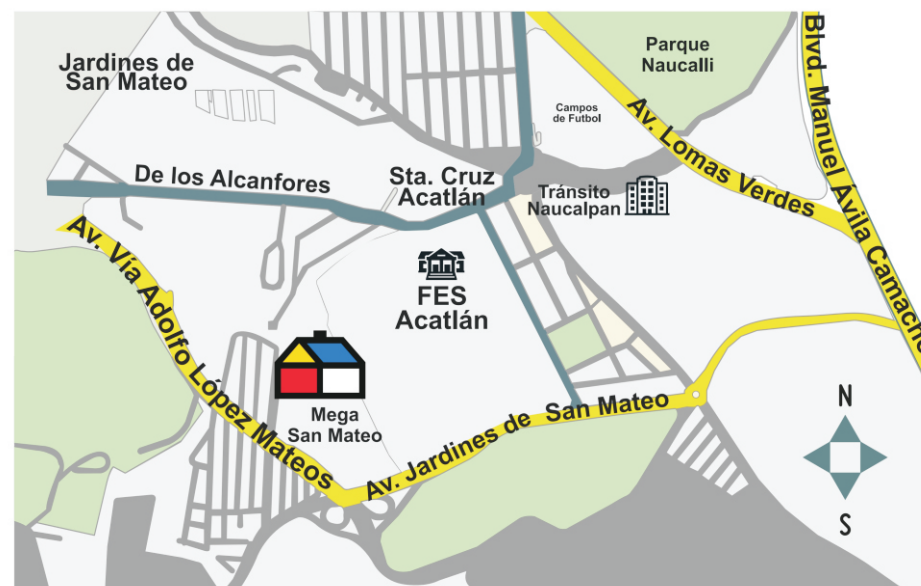 Jardines de
San Mateo
Parque
Naucalli
Blvd. Manuel Ávila Camacho
Campos
de Futbol
Av. Lomas Verdes
De los Alcanfores
Sta. Cruz
Acatlán
Tránsito
Naucalpan
Av. Vía Adolfo López Mateos
FES
Acatlán
Mega
San Mateo
Av. Jardines de San Mateo
N
S